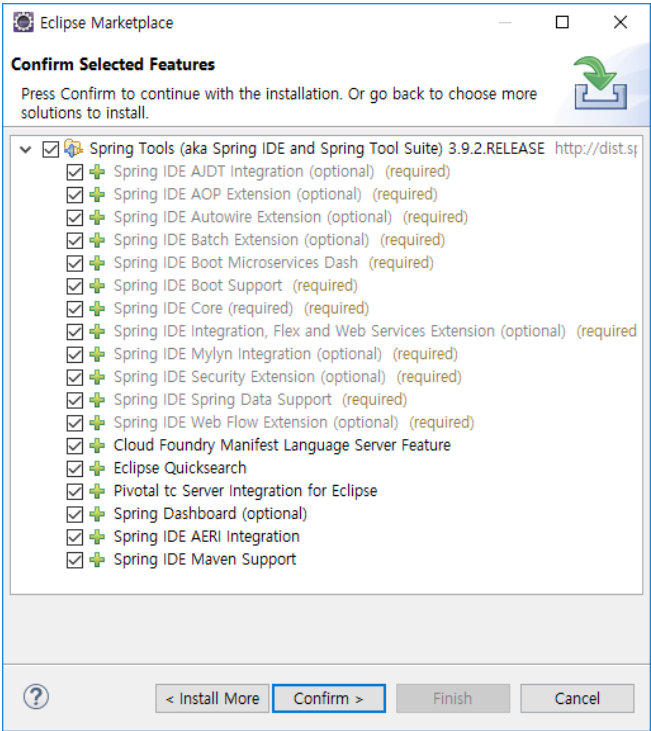 Eclipse Marketplace
Confirm Selected Features
Press Confirm to continue with the installation. Or go back to choose more
solutions to install.
Spring Tools (aka Spring IDE and Spring Tool Suite) 3.9.2.RELEASE http://dist.sp
Spring IDE AJDT Integration (optional) (required)
Spring IDE AOP Extension (optional) (required)
Spring IDE Autowire Extension (optional) (required)
Spring IDE Batch Extension (optional) (required)
Spring IDE Boot Microservices Dash (required)
Spring IDE Boot Support (required)
Spring IDE Core (required) (required)
Spring IDE Integration, Flex and Web Services Extension (optional) (required
Spring IDE Mylyn Integration (optional) (required)
Spring IDE Security Extension (optional) (required)
Spring IDE Spring Data Support (required)
Spring IDE Web Flow Extension (optional) (required)
Cloud Foundry Manifest Language Server Feature
Eclipse Quicksearch
Pivotal tc Server Integration for Eclipse
Spring Dashboard (optional)
Spring IDE AERI Integration
Spring IDE Maven Support
? < Install More Confirm > Finish Cancel